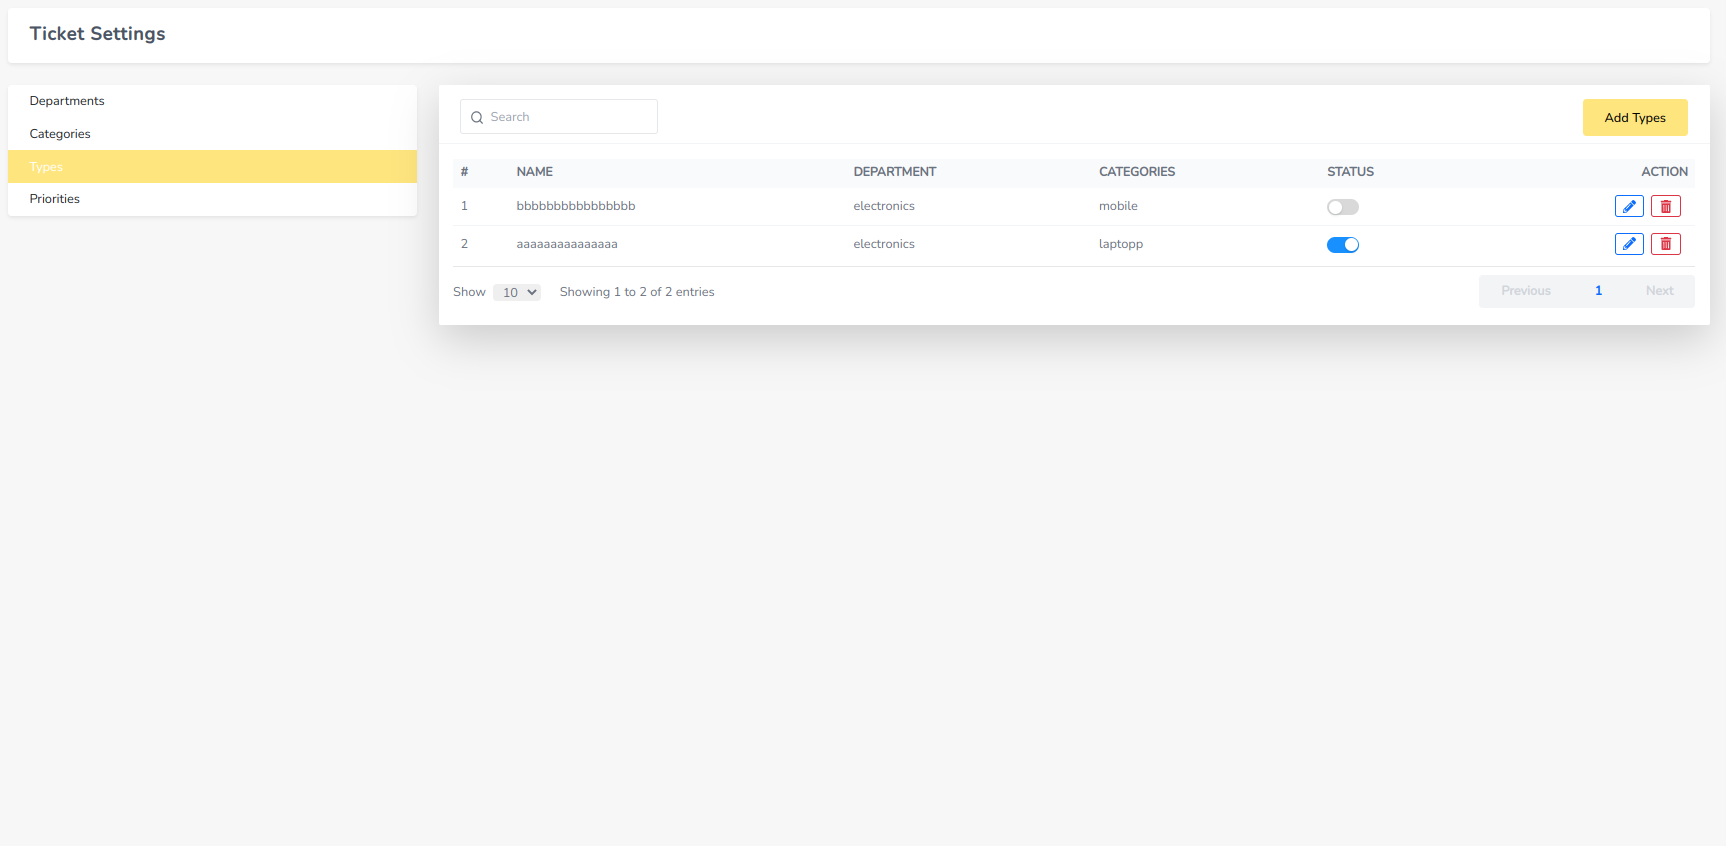 Ticket Settings
Departments
Categories
Types
Priorities
Search
Add Types
# NAME DEPARTMENT CATEGORIES STATUS ACTION
1 bbbbbbbbbbbbbbbb electronics mobile
2 aaaaaaaaaaaaaaa electronics laptopp
Show 10 Showing 1 to 2 of 2 entries
Previous 1 Next